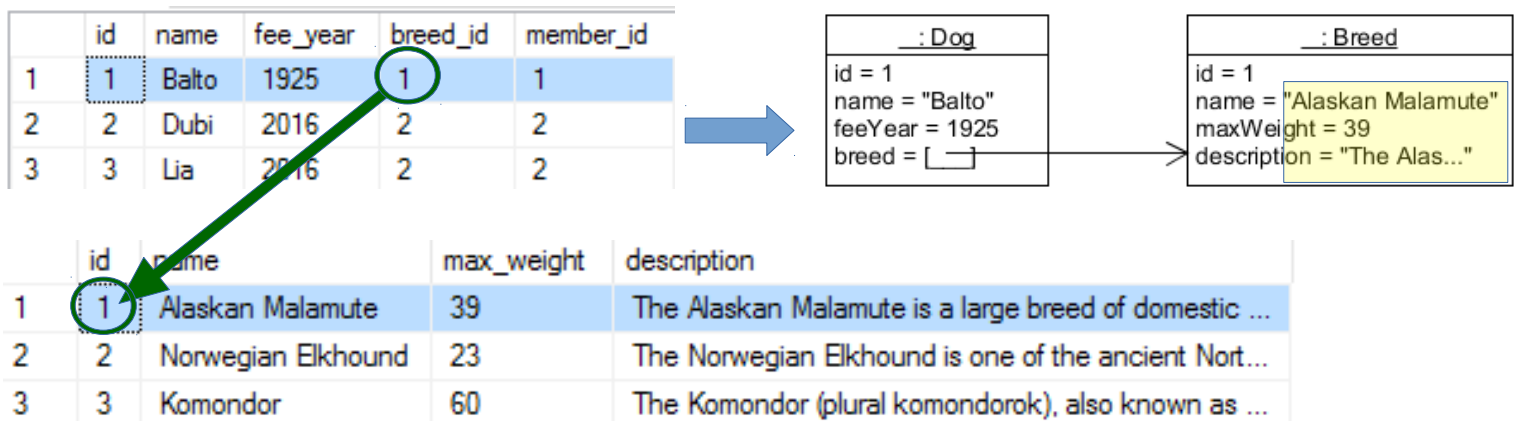 id name fee_year breed_id member_id
1 1 Balto 1925 1 1
2 2 Dubi 2016 2 2
3 3 Lia 2016 2 2
: Dog
id = 1
name = "Balto"
feeYear = 1925
breed = [___]
: Breed
id = 1
name = "Alaskan Malamute"
maxWeight = 39
description = "The Alas..."
id name max_weight description
1 1 Alaskan Malamute 39 The Alaskan Malamute is a large breed of domestic ...
2 2 Norwegian Elkhound 23 The Norwegian Elkhound is one of the ancient Nort...
3 3 Komondor 60 The Komondor (plural komondorok), also known as ...